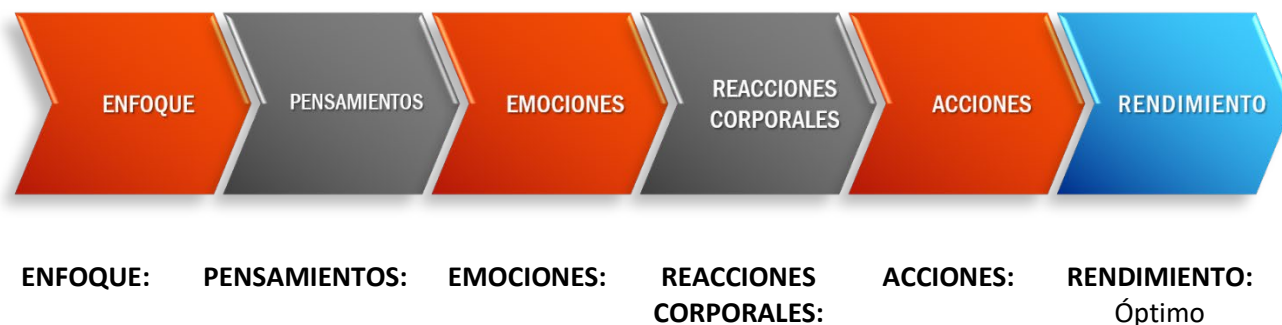 ENFOQUE
PENSAMIENTOS
EMOCIONES
REACCIONES
CORPORALES
ACCIONES
RENDIMIENTO
ENFOQUE:
PENSAMIENTOS:
EMOCIONES:
REACCIONES
CORPORALES:
ACCIONES:
RENDIMIENTO:
Óptimo